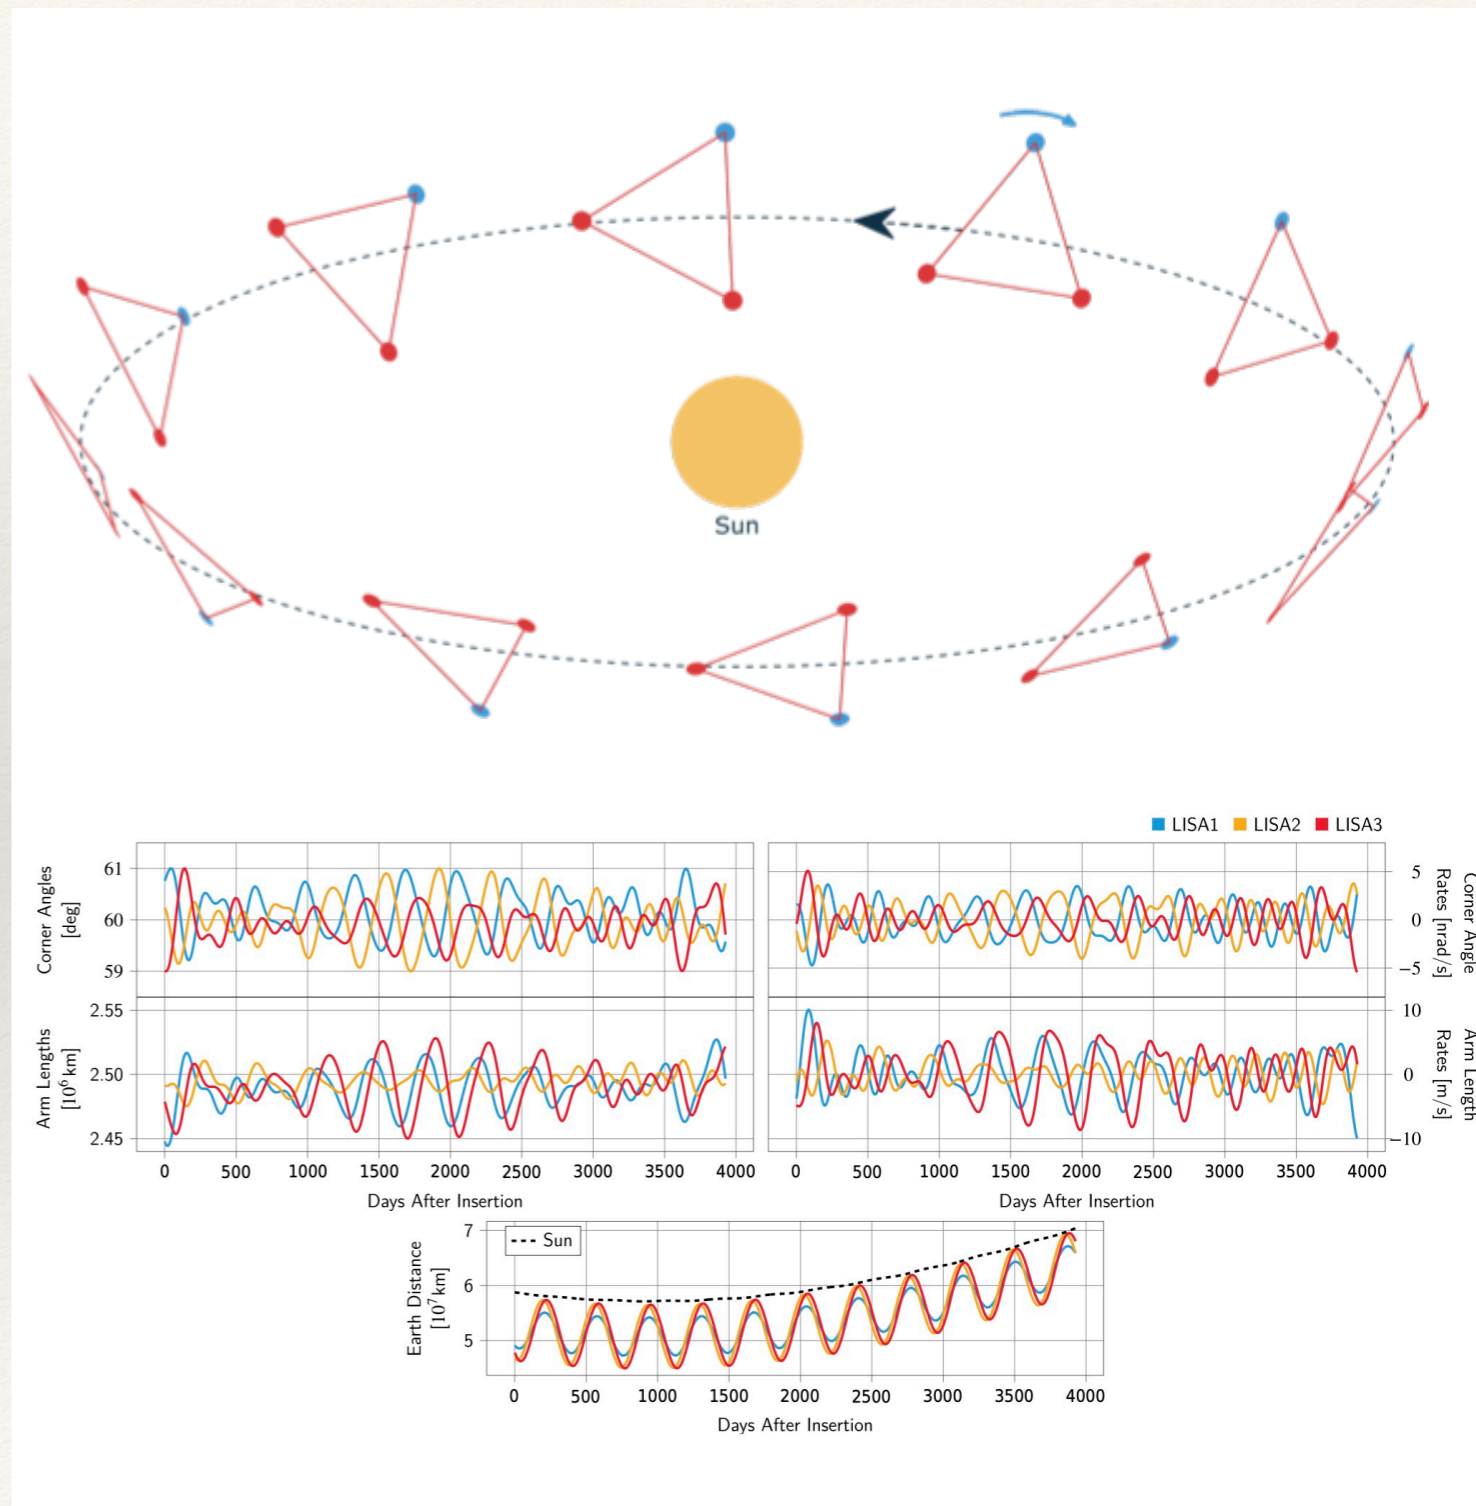 Sun
LISA1 LISA2 LISA3
Corner Angles
[deg]
61
60
59
5
0
−5
Rates [nrad/s]
Arm Lengths
[10⁶ km]
2.55
2.50
2.45
10
0
−10
Arm Length
Rates [m/s]
0 500 1000 1500 2000 2500 3000 3500 4000
Days After Insertion
0 500 1000 1500 2000 2500 3000 3500 4000
Days After Insertion
Earth Distance
[10⁷ km]
7
6
5
Sun
0 500 1000 1500 2000 2500 3000 3500 4000
Days After Insertion